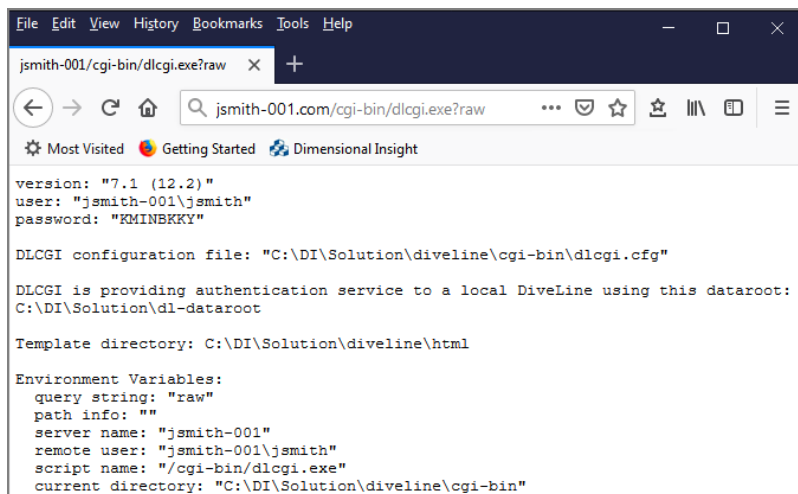 File Edit View History Bookmarks Tools Help
jsmith-001/cgi-bin/dlcgi.exe?raw
jsmith-001.com/cgi-bin/dlcgi.exe?raw
Most Visited Getting Started Dimensional Insight
version: "7.1 (12.2)"
user: "jsmith-001\jsmith"
password: "KMINBKKY"
DLCGI configuration file: "C:\DI\Solution\diveline\cgi-bin\dlcgi.cfg"
DLCGI is providing authentication service to a local DiveLine using this dataroot:
C:\DI\Solution\dl-dataroot
Template directory: C:\DI\Solution\diveline\html
Environment Variables:
query string: "raw"
path info: ""
server name: "jsmith-001"
remote user: "jsmith-001\jsmith"
script name: "/cgi-bin/dlcgi.exe"
current directory: "C:\DI\Solution\diveline\cgi-bin"